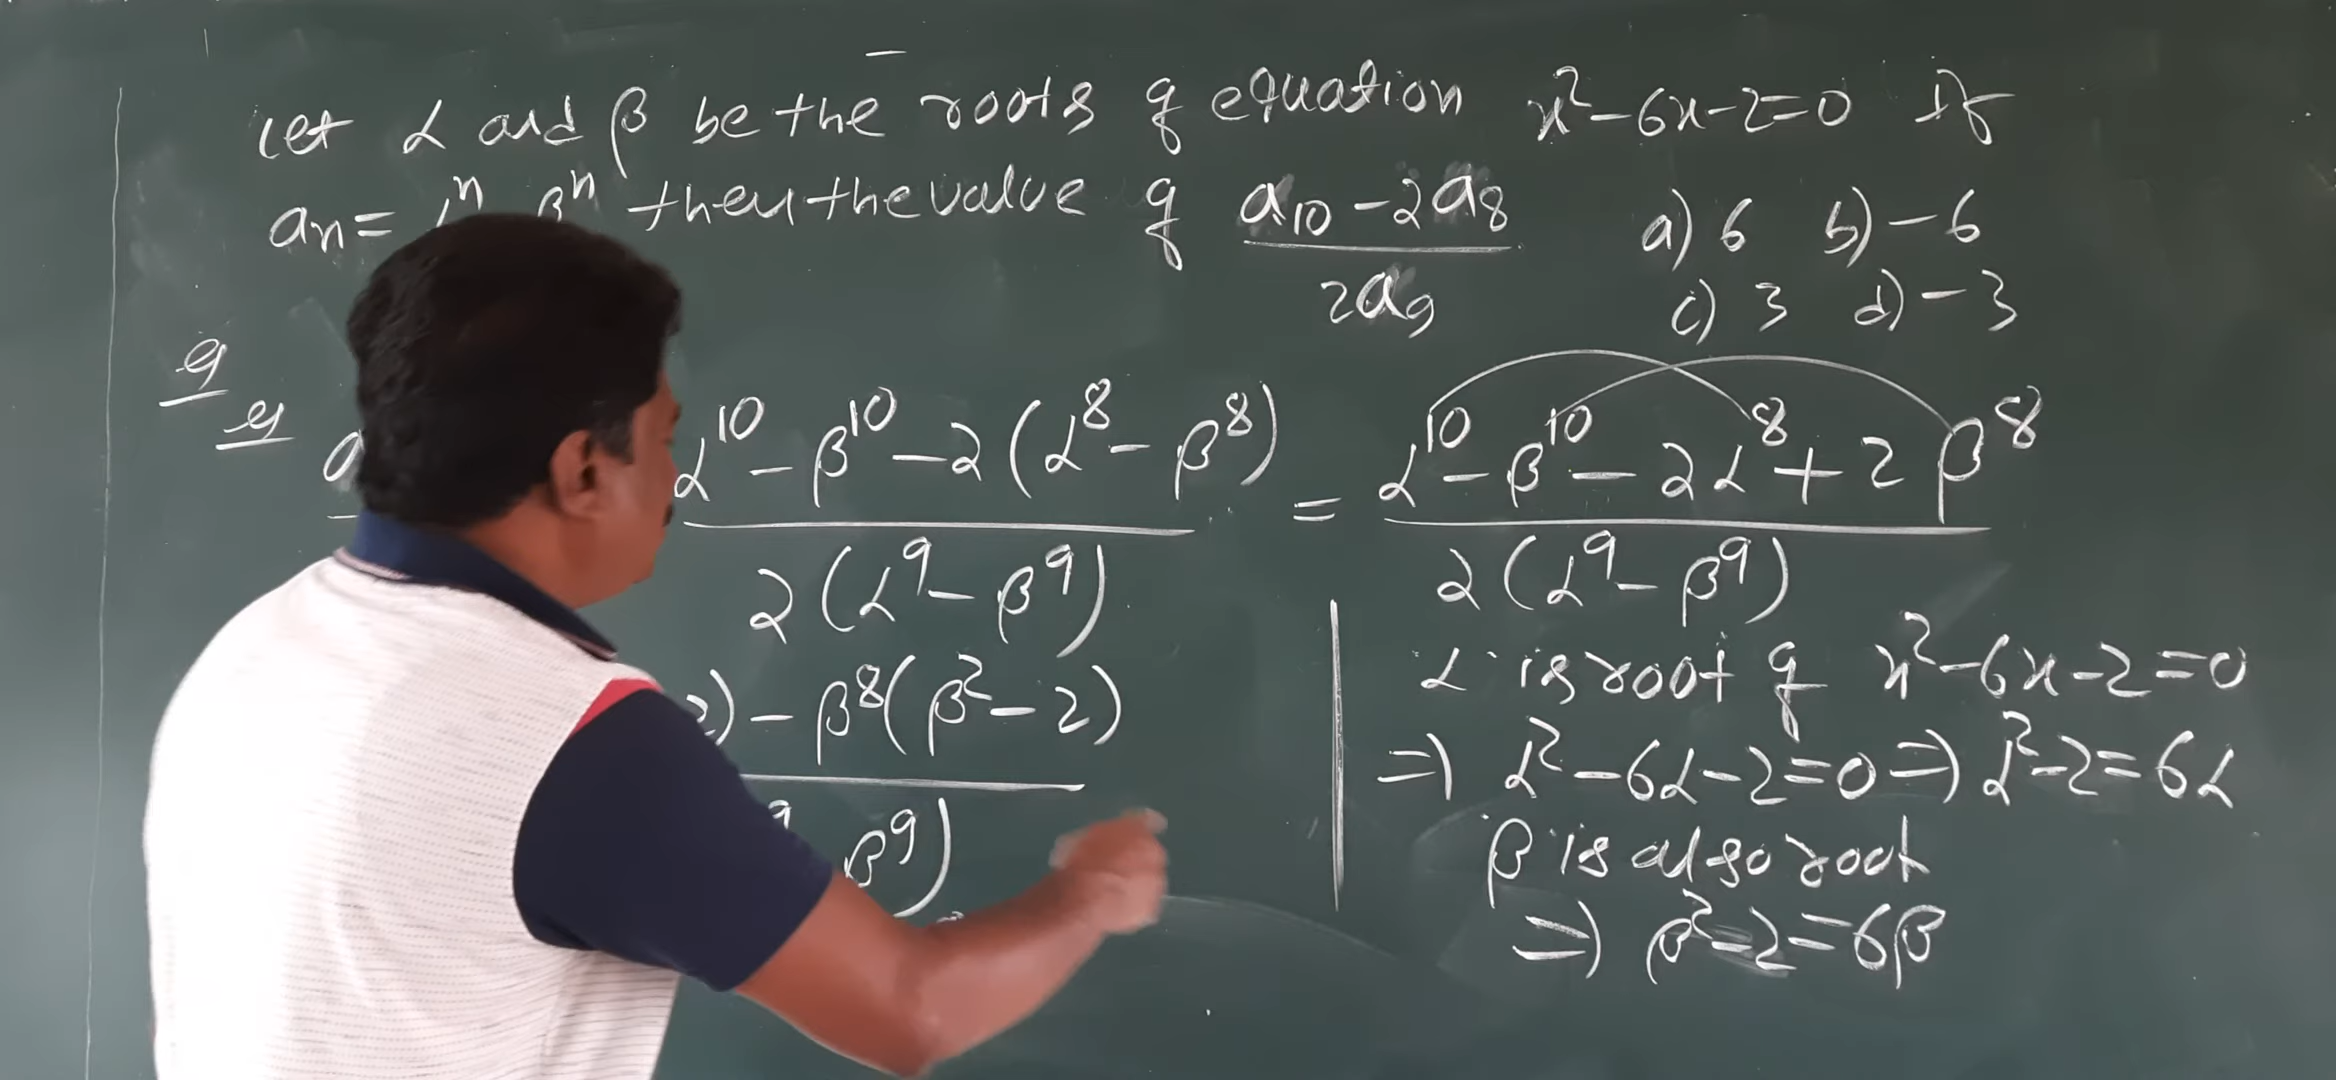 Let α and β be the roots of equation x²-6x-2=0 If
aₙ= αⁿ βⁿ then the value of (a₁₀-2a₈)/(2a₉) a) 6 b) -6
c) 3 d) -3
α¹⁰-β¹⁰-2(α⁸-β⁸) = α¹⁰-β¹⁰-2α⁸+2β⁸
2(α⁹-β⁹) 2(α⁹-β⁹)
2)-β⁸(β²-2)
⁹ β⁹)
α is root of x²-6x-2=0
⇒ α²-6α-2=0 ⇒ α²-2=6α
β is also root
⇒ β²-2=6β